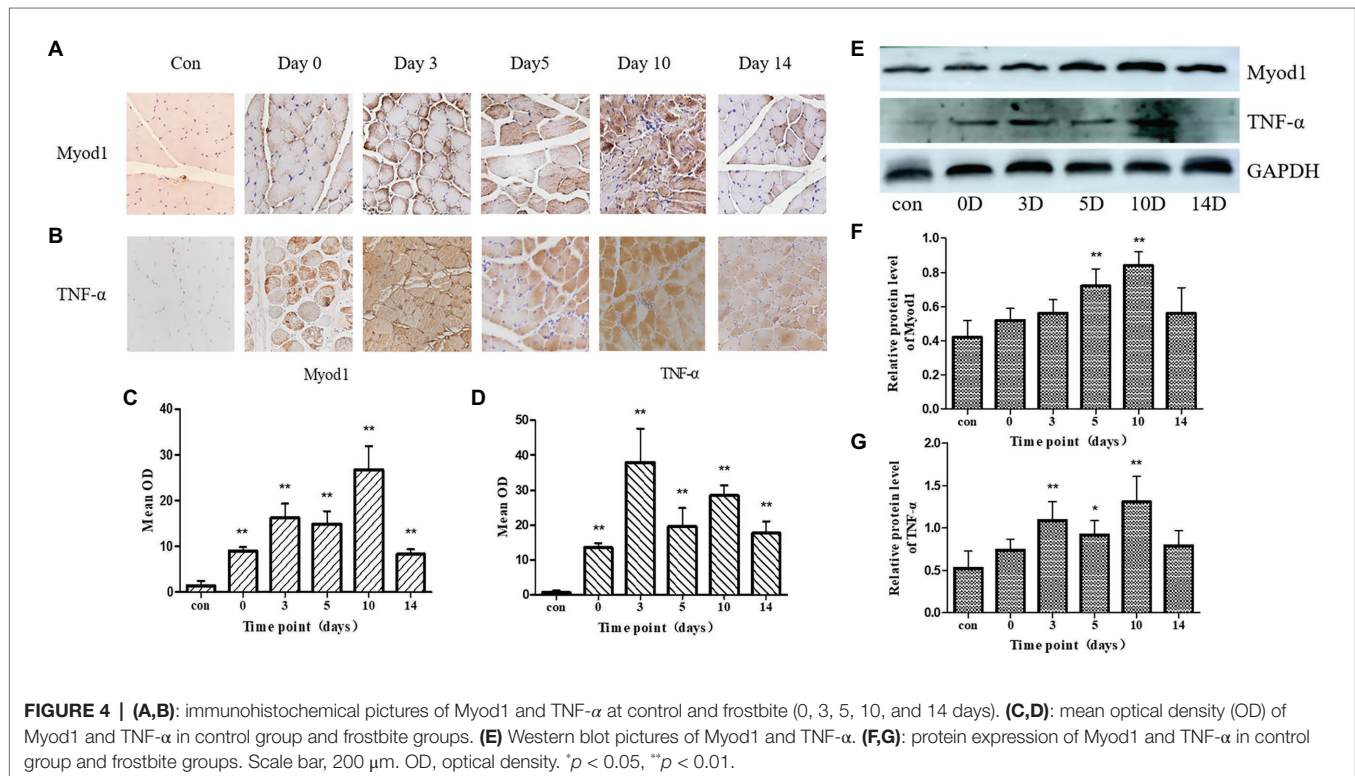 A
Con Day 0 Day 3 Day5 Day 10 Day 14
Myod1
B
TNF-α
E
Myod1
TNF-α
GAPDH
con 0D 3D 5D 10D 14D
C
Myod1
Mean OD
40
30
20
10
0
** ** ** ** **
con 0 3 5 10 14
Time point (days)
D
TNF-α
Mean OD
50
40
30
20
10
0
** ** ** ** **
con 0 3 5 10 14
Time point (days)
F
Relative protein level
of Myod1
1.0
0.8
0.6
0.4
0.2
0.0
** **
con 0 3 5 10 14
Time point (days)
G
Relative protein level
of TNF-α
2.0
1.5
1.0
0.5
0.0
** * **
con 0 3 5 10 14
Time point (days)
FIGURE 4 | (A,B): immunohistochemical pictures of Myod1 and TNF-α at control and frostbite (0, 3, 5, 10, and 14 days). (C,D): mean optical density (OD) of
Myod1 and TNF-α in control group and frostbite groups. (E) Western blot pictures of Myod1 and TNF-α. (F,G): protein expression of Myod1 and TNF-α in control
group and frostbite groups. Scale bar, 200 μm. OD, optical density. *p < 0.05, **p < 0.01.